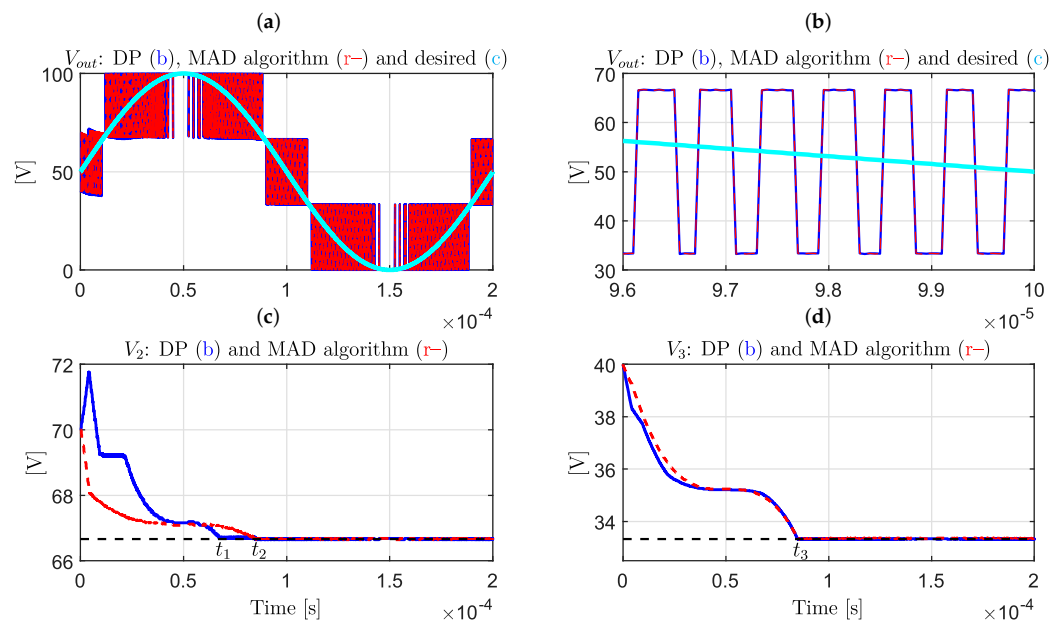 (a)
V_out: DP (b), MAD algorithm (r–) and desired (c)
[V]
100
50
0
0 0.5 1 1.5 2
×10^-4
(b)
V_out: DP (b), MAD algorithm (r–) and desired (c)
[V]
70
60
50
40
30
9.6 9.7 9.8 9.9 10
×10^-5
(c)
V_2: DP (b) and MAD algorithm (r–)
[V]
72
70
68
66
t_1 t_2
0 0.5 1 1.5 2
Time [s]
×10^-4
(d)
V_3: DP (b) and MAD algorithm (r–)
[V]
40
38
36
34
t_3
0 0.5 1 1.5 2
Time [s]
×10^-4